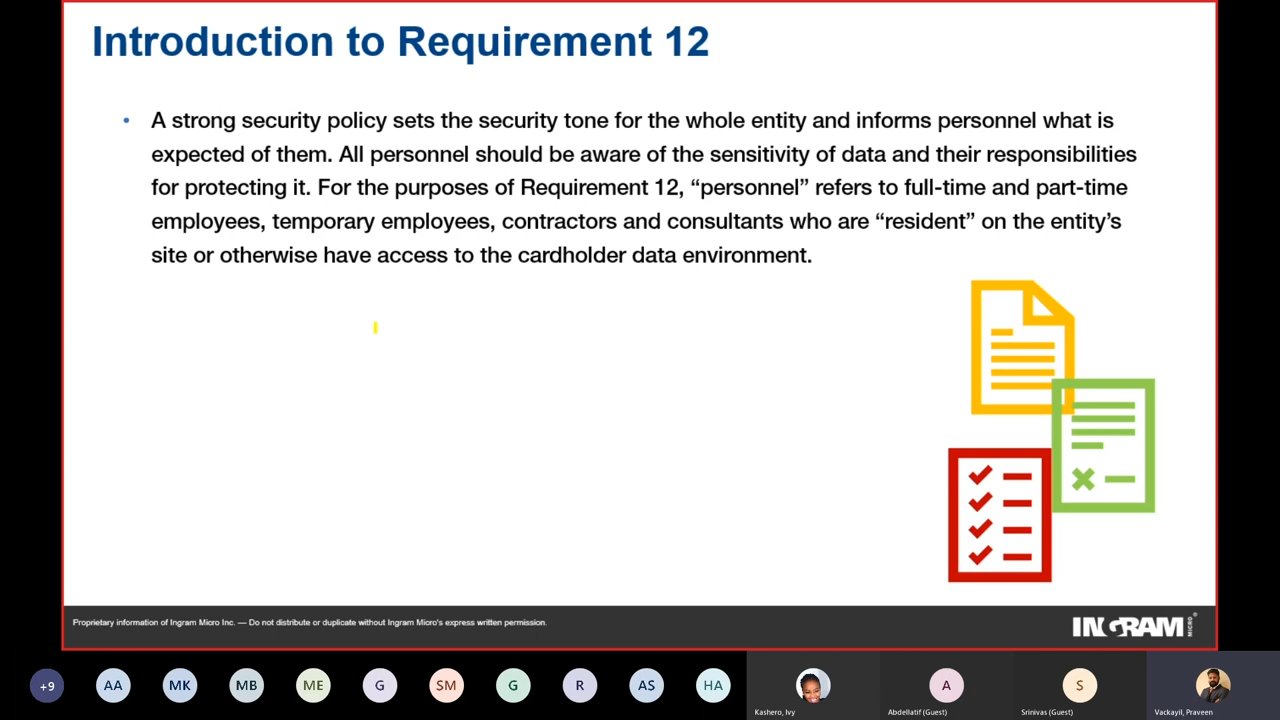 Introduction to Requirement 12
• A strong security policy sets the security tone for the whole entity and informs personnel what is
expected of them. All personnel should be aware of the sensitivity of data and their responsibilities
for protecting it. For the purposes of Requirement 12, “personnel” refers to full-time and part-time
employees, temporary employees, contractors and consultants who are “resident” on the entity’s
site or otherwise have access to the cardholder data environment.
Proprietary information of Ingram Micro Inc. — Do not distribute or duplicate without Ingram Micro's express written permission.
INGRAM MICRO®
+9 AA MK MB ME G SM G R AS HA A S
Kashero, Ivy Abdellatif (Guest) Srinivas (Guest) Vackayil, Praveen